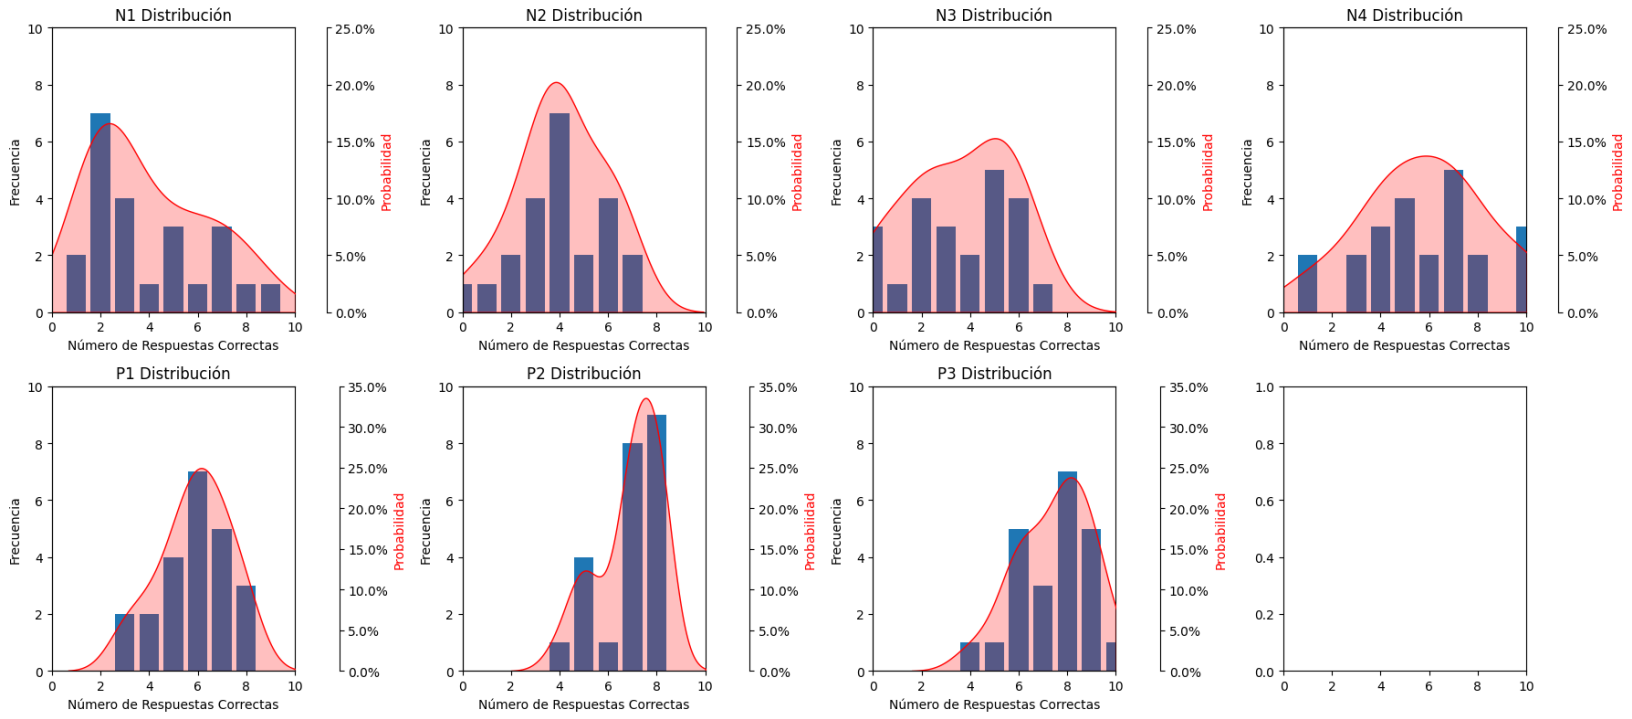 N1 Distribución
N2 Distribución
N3 Distribución
N4 Distribución
10
8
6
4
2
0
Frecuencia
0 2 4 6 8 10
Número de Respuestas Correctas
25.0%
20.0%
15.0%
10.0%
5.0%
0.0%
Probabilidad
10
8
6
4
2
0
Frecuencia
0 2 4 6 8 10
Número de Respuestas Correctas
25.0%
20.0%
15.0%
10.0%
5.0%
0.0%
Probabilidad
10
8
6
4
2
0
Frecuencia
0 2 4 6 8 10
Número de Respuestas Correctas
25.0%
20.0%
15.0%
10.0%
5.0%
0.0%
Probabilidad
10
8
6
4
2
0
Frecuencia
0 2 4 6 8 10
Número de Respuestas Correctas
25.0%
20.0%
15.0%
10.0%
5.0%
0.0%
Probabilidad
P1 Distribución
P2 Distribución
P3 Distribución
10
8
6
4
2
0
Frecuencia
0 2 4 6 8 10
Número de Respuestas Correctas
35.0%
30.0%
25.0%
20.0%
15.0%
10.0%
5.0%
0.0%
Probabilidad
10
8
6
4
2
0
Frecuencia
0 2 4 6 8 10
Número de Respuestas Correctas
35.0%
30.0%
25.0%
20.0%
15.0%
10.0%
5.0%
0.0%
Probabilidad
10
8
6
4
2
0
Frecuencia
0 2 4 6 8 10
Número de Respuestas Correctas
35.0%
30.0%
25.0%
20.0%
15.0%
10.0%
5.0%
0.0%
Probabilidad
1.0
0.8
0.6
0.4
0.2
0.0
0 2 4 6 8 10